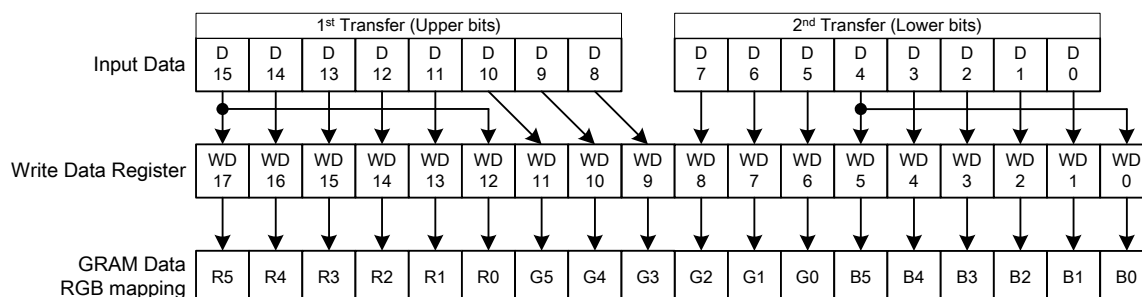 1st Transfer (Upper bits) 2nd Transfer (Lower bits)
Input Data D 15 D 14 D 13 D 12 D 11 D 10 D 9 D 8 D 7 D 6 D 5 D 4 D 3 D 2 D 1 D 0
Write Data Register WD 17 WD 16 WD 15 WD 14 WD 13 WD 12 WD 11 WD 10 WD 9 WD 8 WD 7 WD 6 WD 5 WD 4 WD 3 WD 2 WD 1 WD 0
GRAM Data
RGB mapping R5 R4 R3 R2 R1 R0 G5 G4 G3 G2 G1 G0 B5 B4 B3 B2 B1 B0